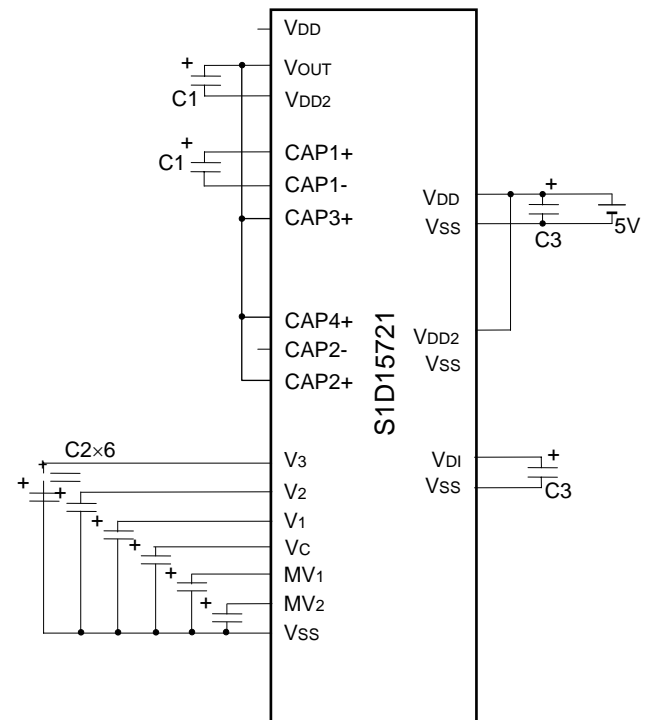 VDD
+
VOUT
C1
VDD2
+
C1
CAP1+
CAP1-
CAP3+
CAP4+
CAP2-
CAP2+
C2×6
+
+
V3
+
V2
+
V1
+
VC
+
MV1
+
MV2
VSS
S1D15721
VDD
+
VSS
C3
5V
VDD2
VSS
VDI
+
VSS
C3